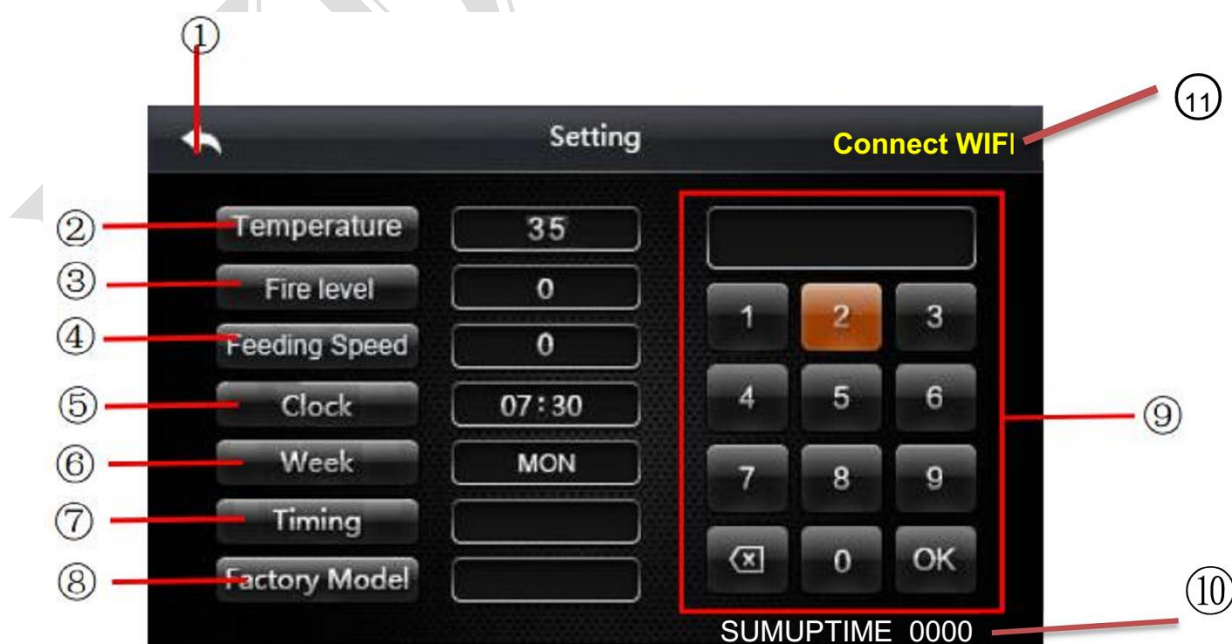 ①
⑪
Setting
Connect WIFI
② Temperature 35
③ Fire level 0
④ Feeding Speed 0
⑤ Clock 07:30
⑥ Week MON
⑦ Timing
⑧ Factory Model
1 2 3
4 5 6
⑨
7 8 9
0 OK
⑩
SUMUPTIME 0000